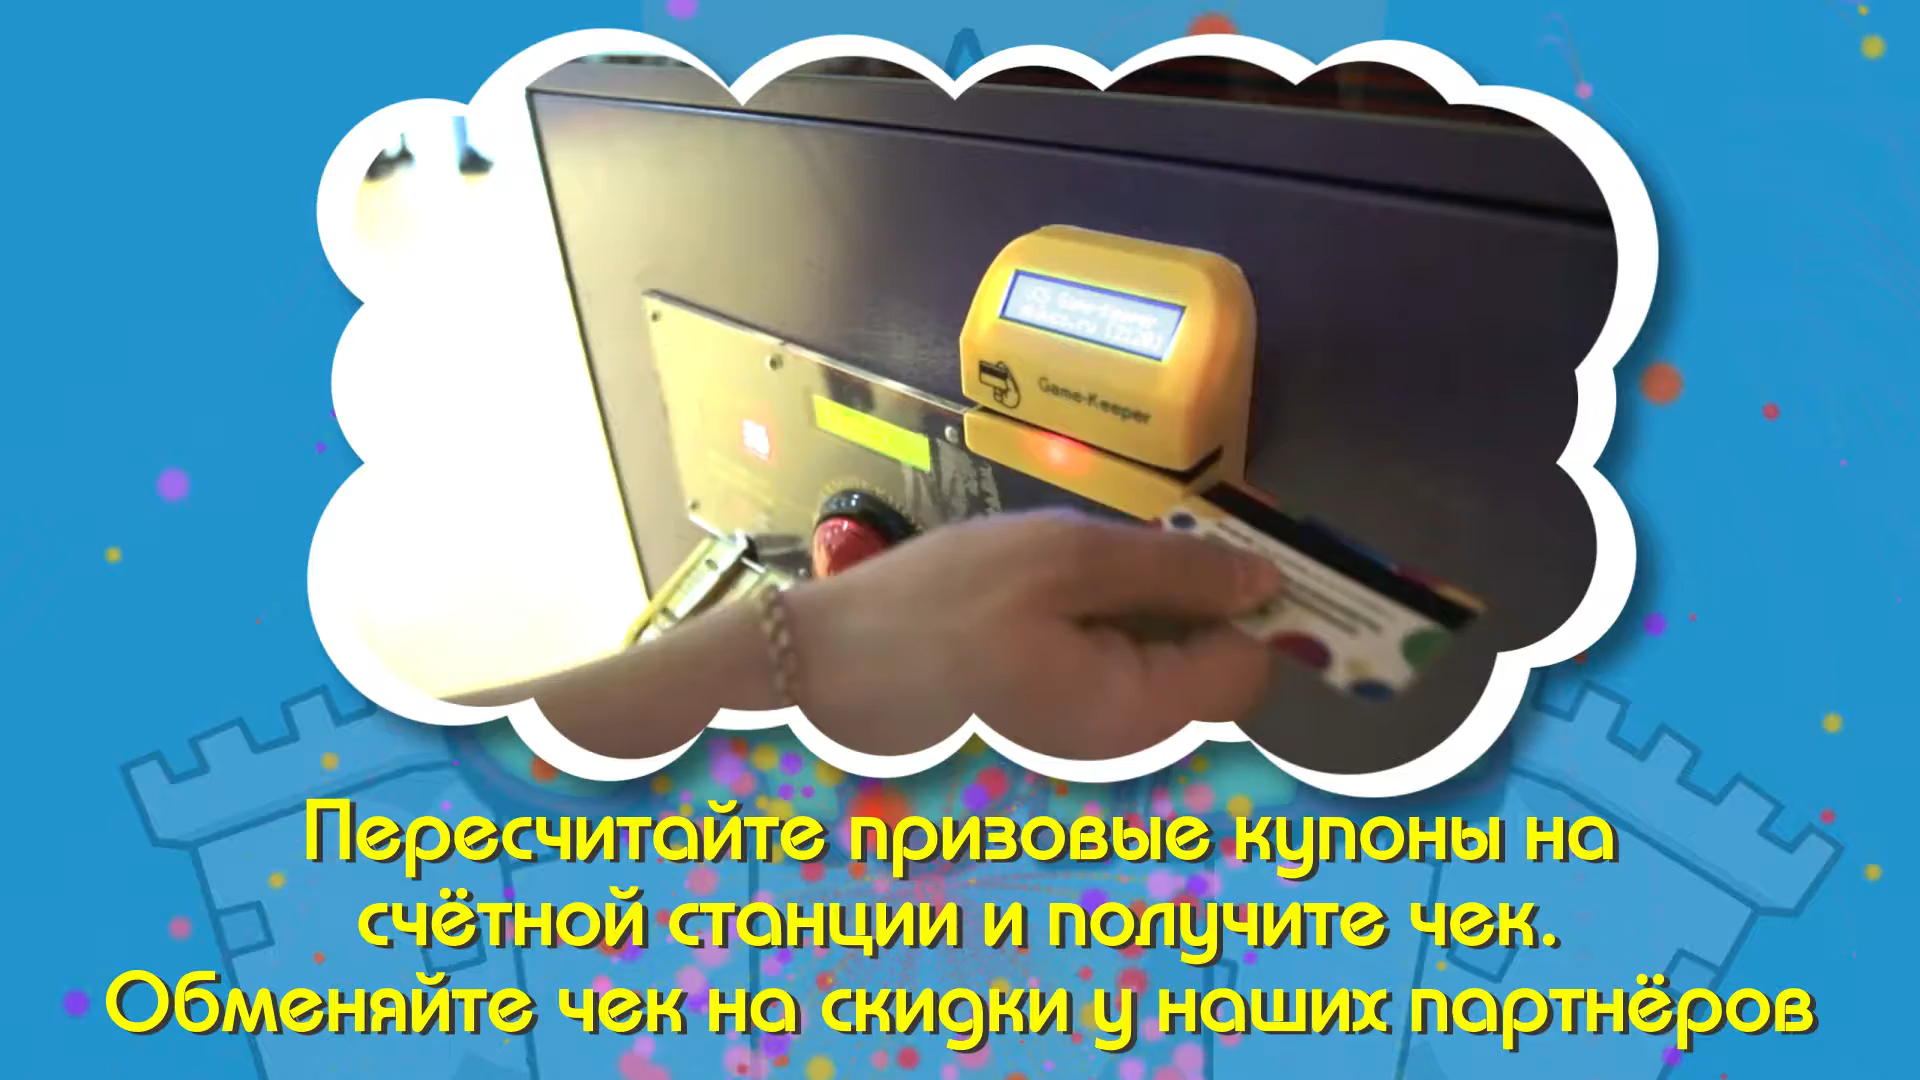 Game-Keeper
Пересчитайте призовые купоны на
счётной станции и получите чек.
Обменяйте чек на скидки у наших партнёров